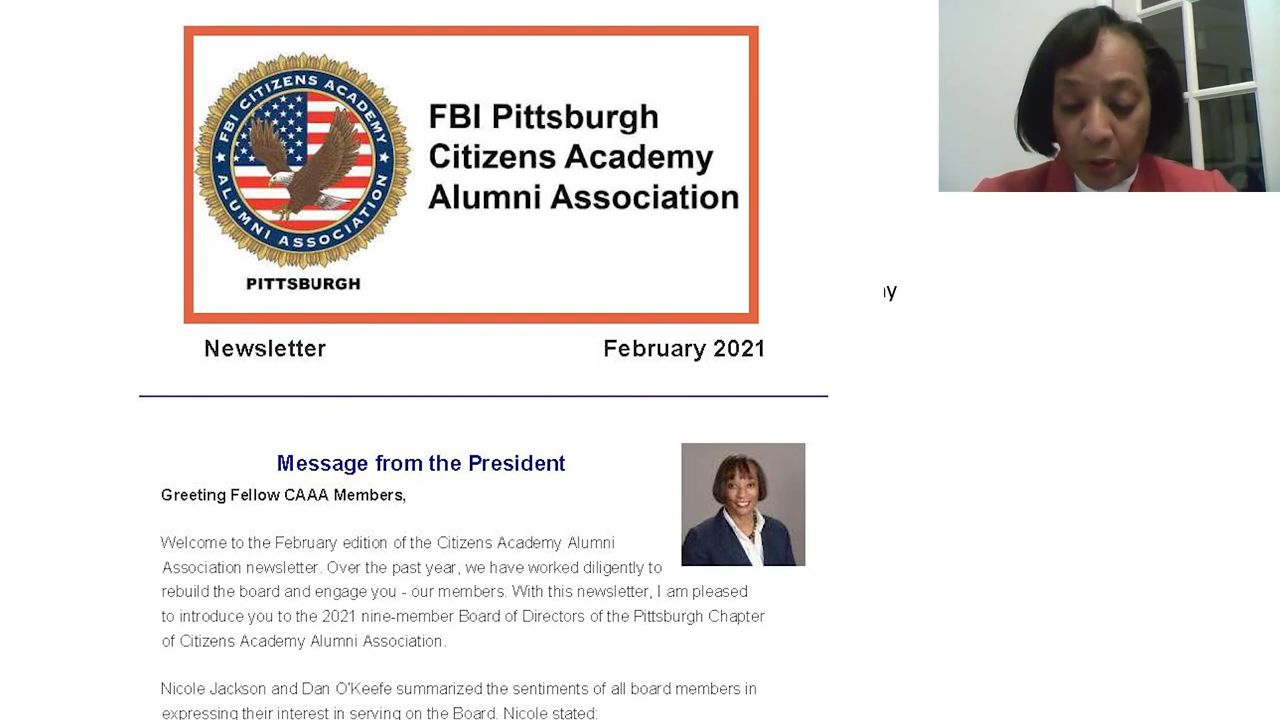 FBI CITIZENS ACADEMY
ALUMNI ASSOCIATION
PITTSBURGH
FBI Pittsburgh
Citizens Academy
Alumni Association
Newsletter February 2021
Message from the President
Greeting Fellow CAAA Members,
Welcome to the February edition of the Citizens Academy Alumni
Association newsletter. Over the past year, we have worked diligently to
rebuild the board and engage you - our members. With this newsletter, I am pleased
to introduce you to the 2021 nine-member Board of Directors of the Pittsburgh Chapter
of Citizens Academy Alumni Association.
Nicole Jackson and Dan O'Keefe summarized the sentiments of all board members in
expressing their interest in serving on the Board. Nicole stated: